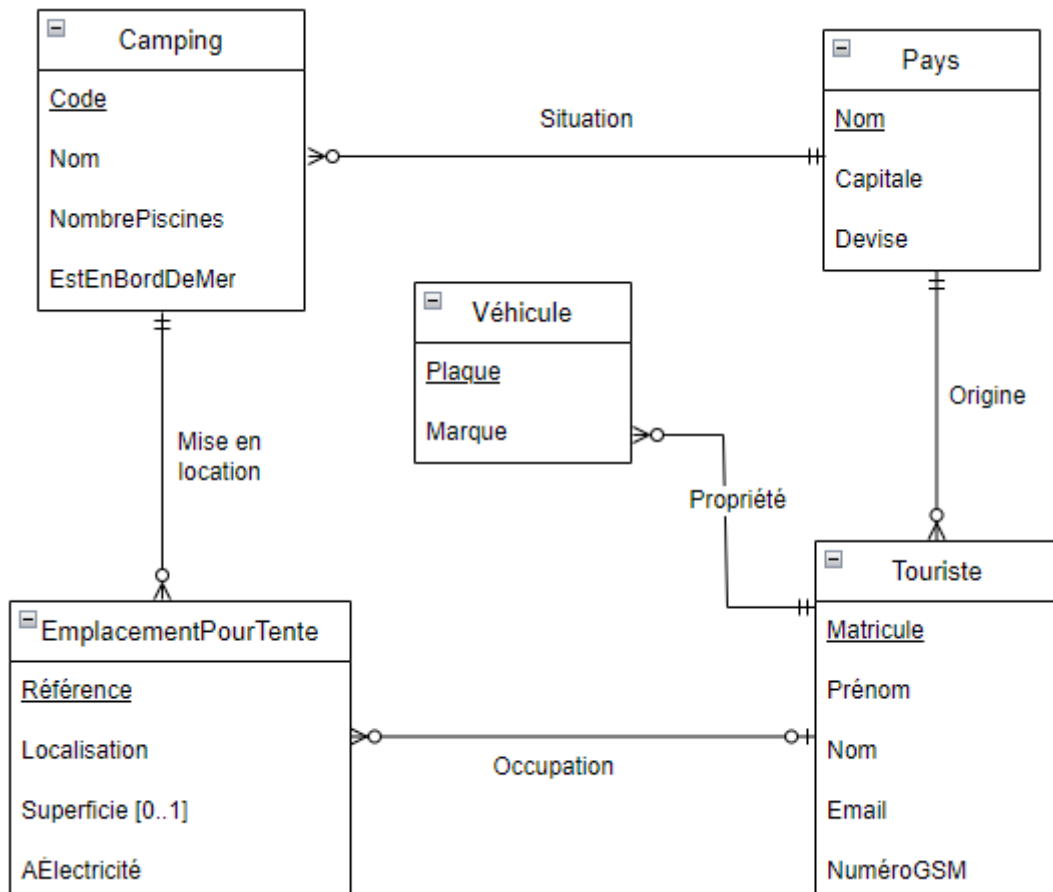 Camping
Code
Nom
NombrePiscines
EstEnBordDeMer
Situation
Pays
Nom
Capitale
Devise
Véhicule
Plaque
Marque
Origine
Mise en
location
Propriété
EmplacementPourTente
Référence
Localisation
Superficie [0..1]
AÉlectricité
Occupation
Touriste
Matricule
Prénom
Nom
Email
NuméroGSM